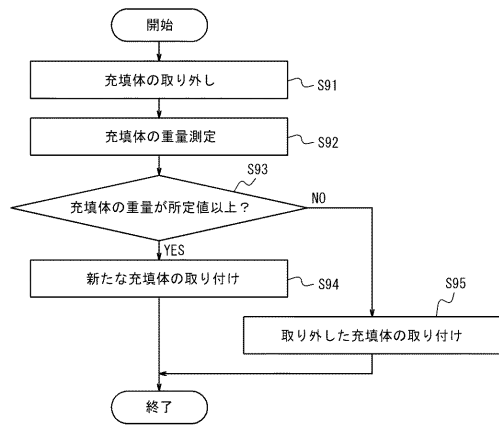 開始
充填体の取り外し
S91
充填体の重量測定
S92
S93
充填体の重量が所定値以上？
NO
YES
新たな充填体の取り付け
S94
S95
取り外した充填体の取り付け
終了